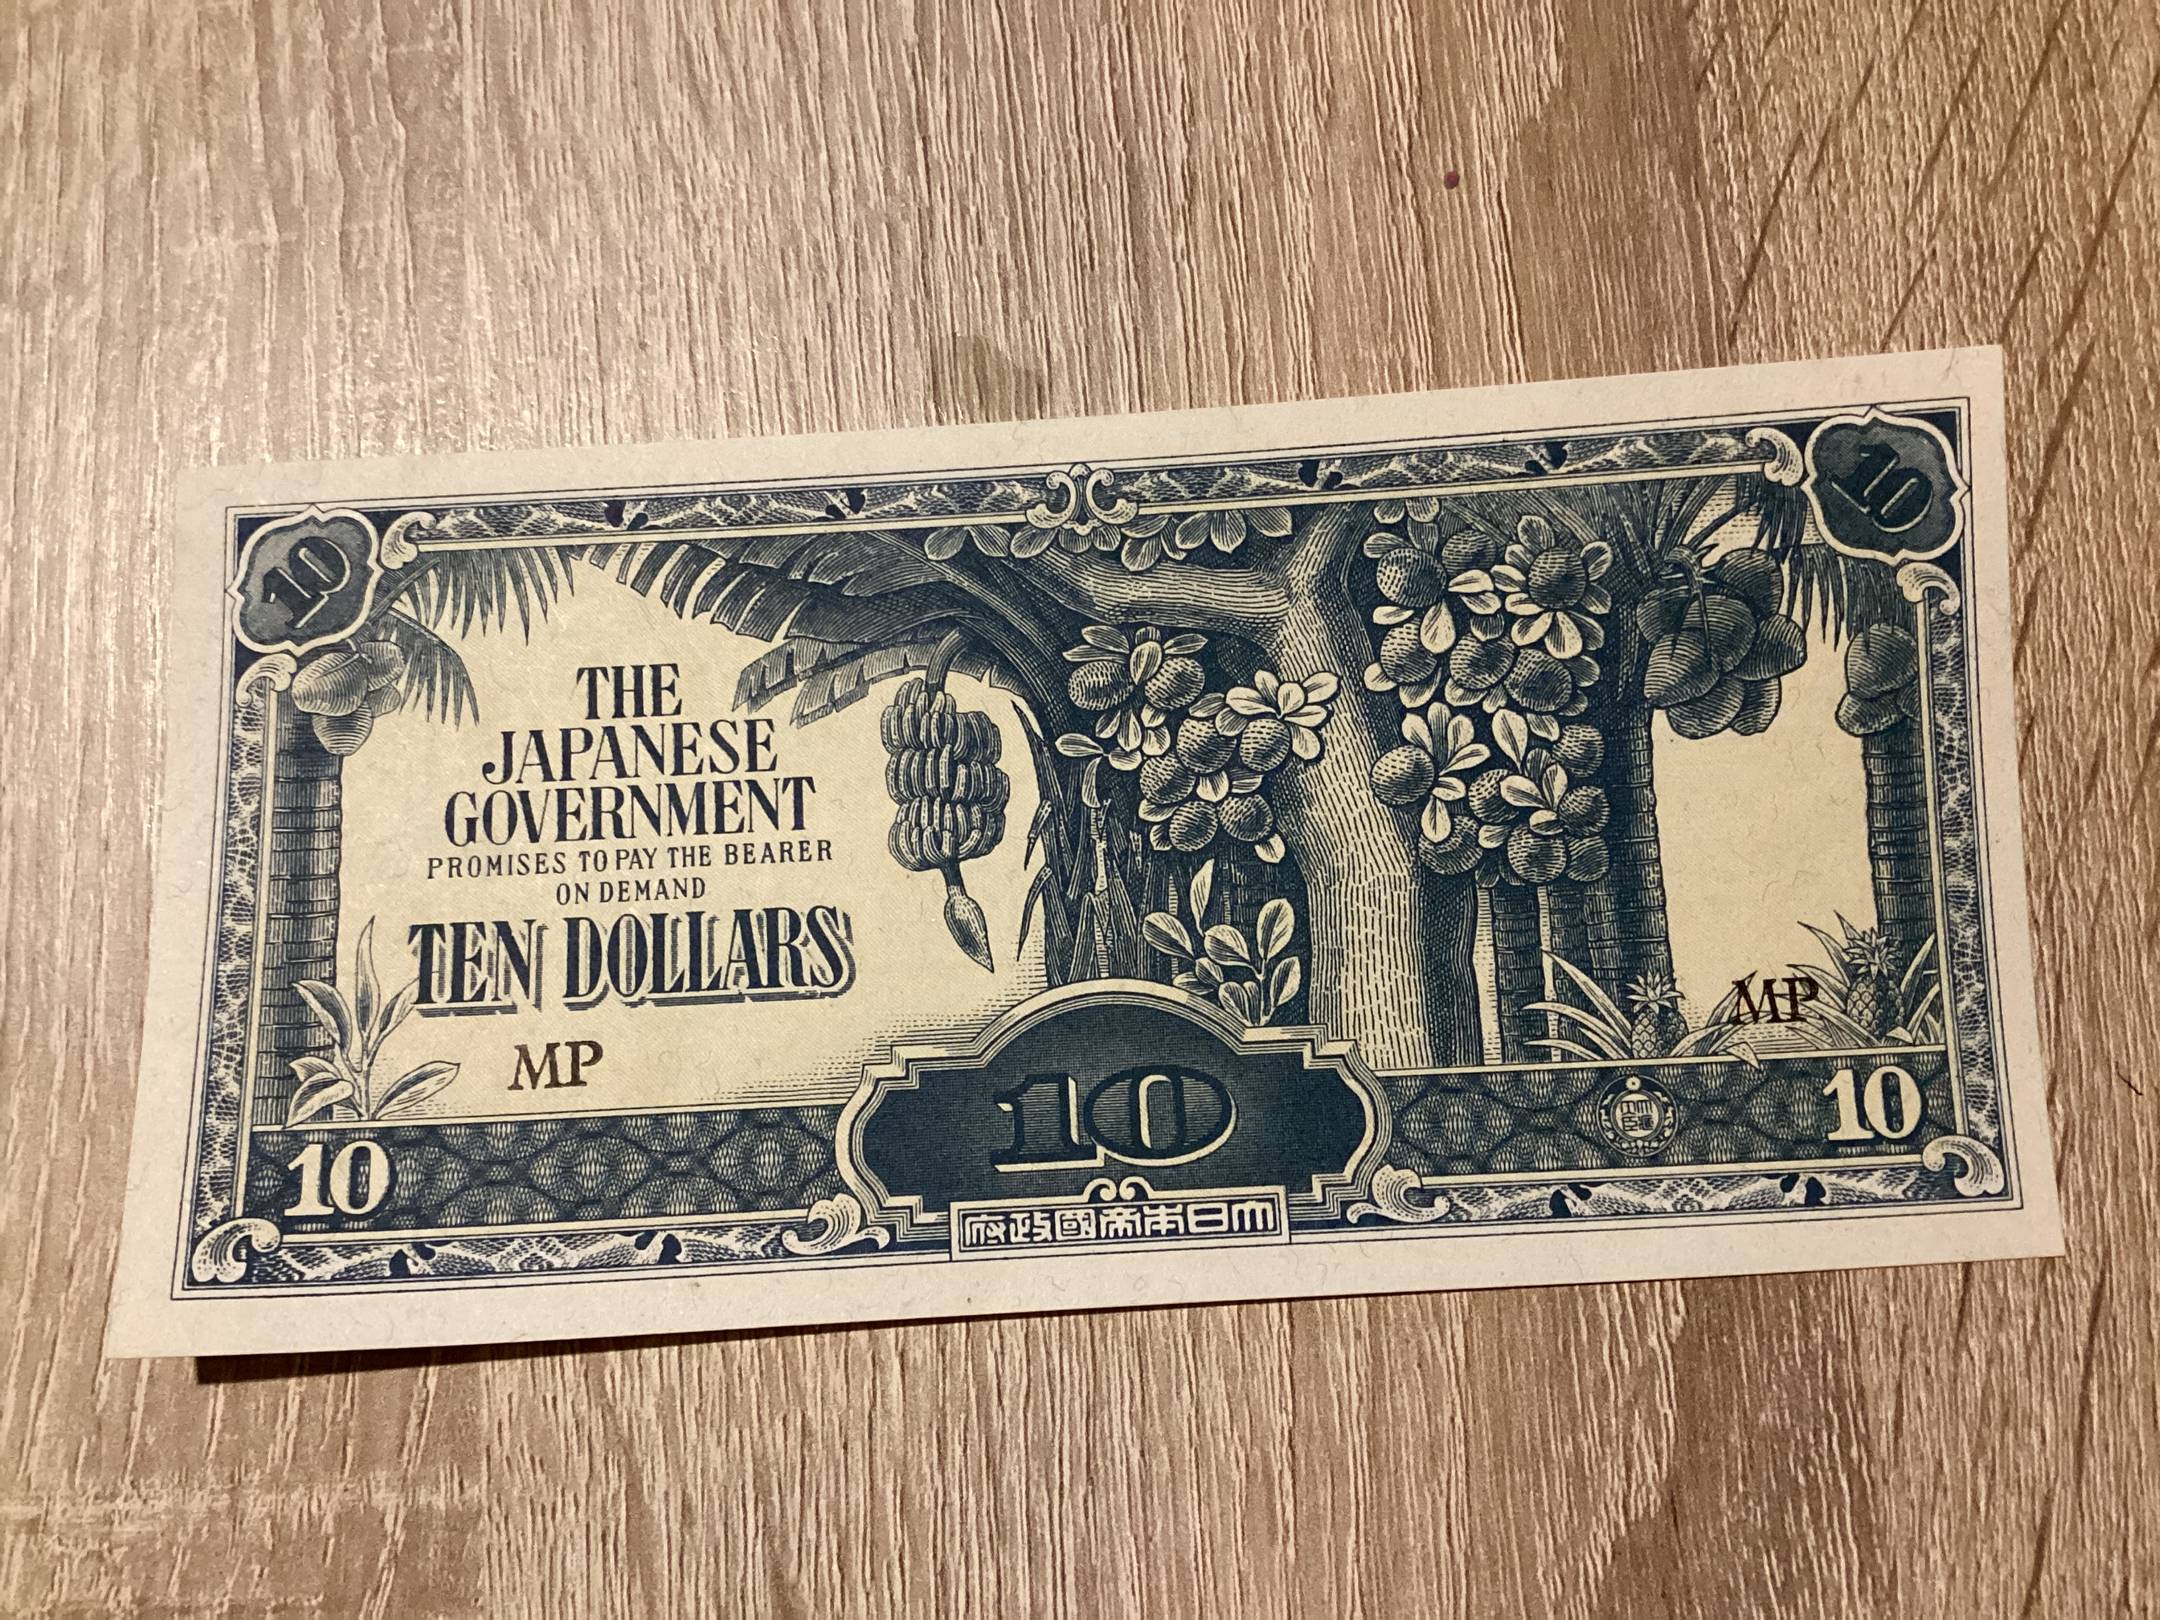 10
10
THE
JAPANESE
GOVERNMENT
PROMISES TO PAY THE BEARER
ON DEMAND
TEN DOLLARS
MP
MP
10
10
10
府政國帝本日大